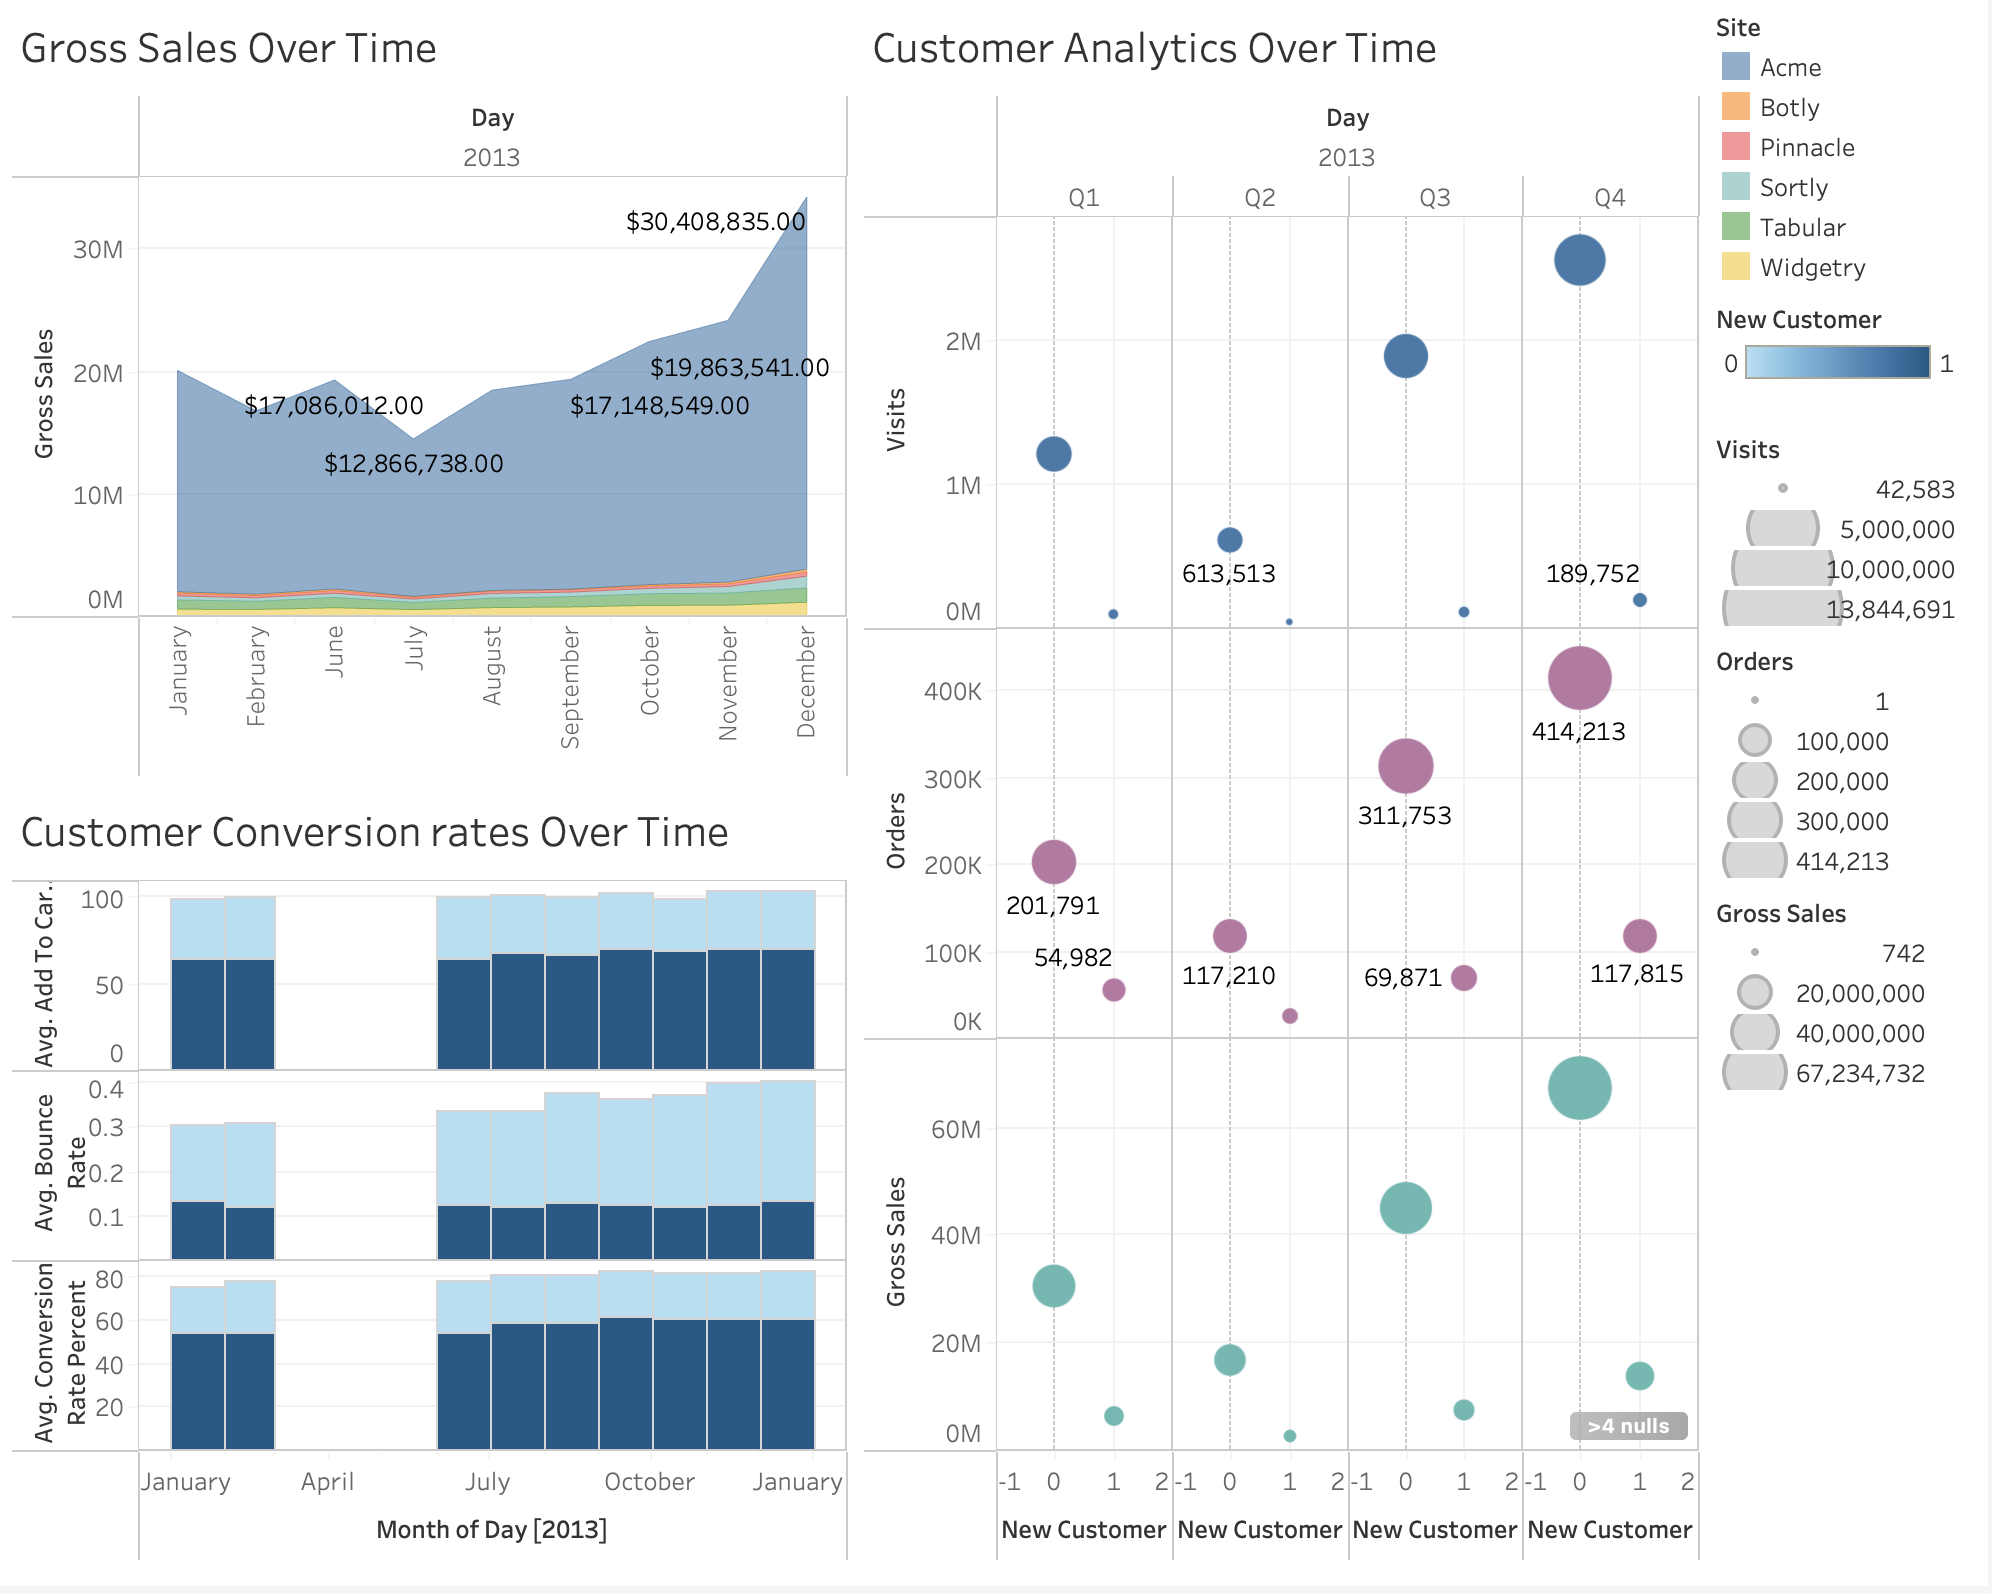 Gross Sales Over Time
Day
2013
Gross Sales
30M
20M
10M
0M
$30,408,835.00
$19,863,541.00
$17,086,012.00
$17,148,549.00
$12,866,738.00
January
February
June
July
August
September
October
November
December
Customer Conversion rates Over Time
Avg. Add To Car..
100
50
0
Avg. Bounce
Rate
0.4
0.3
0.2
0.1
Avg. Conversion
Rate Percent
80
60
40
20
January April July October January
Month of Day [2013]
Customer Analytics Over Time
Day
2013
Q1 Q2 Q3 Q4
Visits
2M
1M
0M
613,513
189,752
Orders
400K
300K
200K
100K
0K
414,213
311,753
201,791
54,982
117,210
69,871
117,815
Gross Sales
60M
40M
20M
0M
>4 nulls
-1 0 1 2 -1 0 1 2 -1 0 1 2 -1 0 1 2
New Customer New Customer New Customer New Customer
Site
Acme
Botly
Pinnacle
Sortly
Tabular
Widgetry
New Customer
0 1
Visits
42,583
5,000,000
10,000,000
13,844,691
Orders
1
100,000
200,000
300,000
414,213
Gross Sales
742
20,000,000
40,000,000
67,234,732